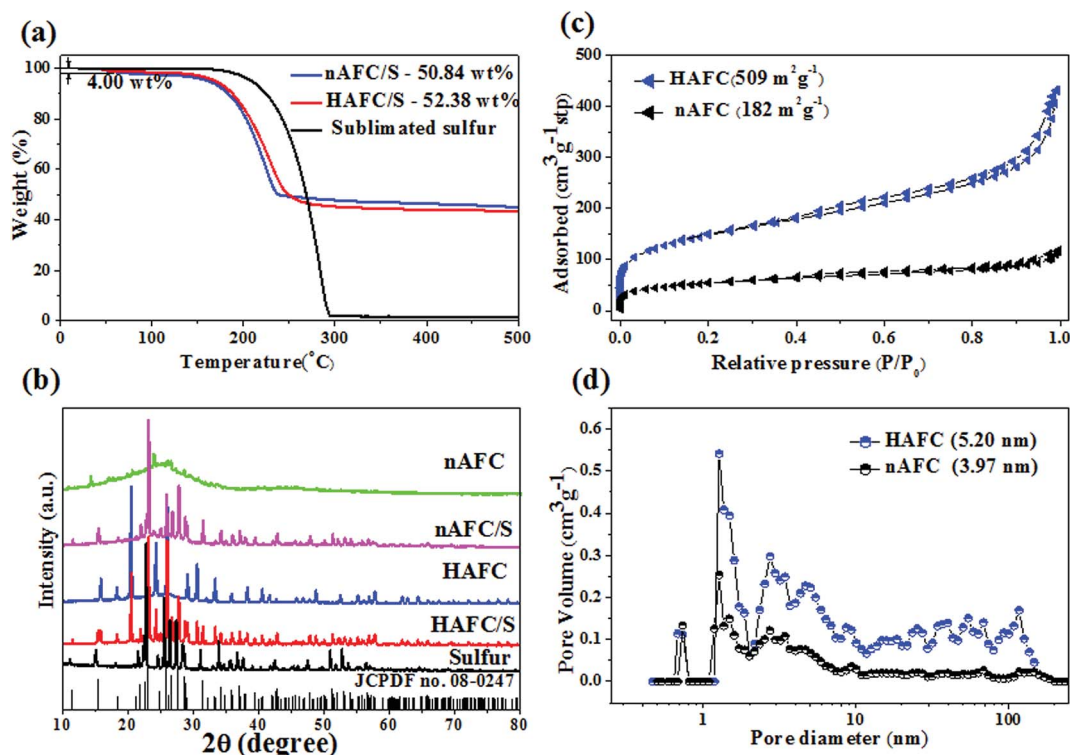 (a)
100
80
60
40
20
0
4.00 wt%
nAFC/S - 50.84 wt%
HAFC/S - 52.38 wt%
Sublimated sulfur
Weight (%)
0 100 200 300 400 500
Temperature(°C)
(c)
500
400
300
200
100
0
HAFC(509 m²g⁻¹)
nAFC (182 m²g⁻¹)
Adsorbed (cm³g⁻¹stp)
0.0 0.2 0.4 0.6 0.8 1.0
Relative pressure (P/P₀)
(b)
nAFC
nAFC/S
HAFC
HAFC/S
Sulfur
JCPDF no. 08-0247
Intensity (a.u.)
10 20 30 40 50 60 70 80
2θ (degree)
(d)
0.6
0.5
0.4
0.3
0.2
0.1
0.0
HAFC (5.20 nm)
nAFC (3.97 nm)
Pore Volume (cm³g⁻¹)
1 10 100
Pore diameter (nm)